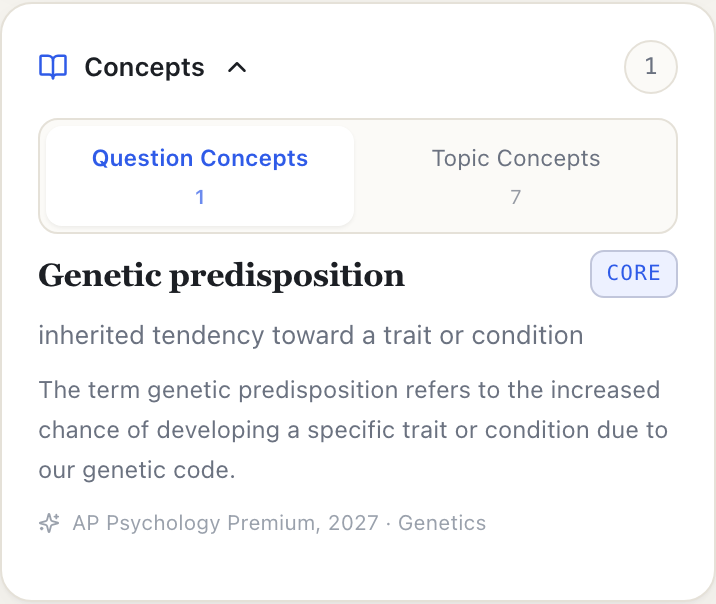 Concepts
1
Question Concepts
1
Topic Concepts
7
Genetic predisposition
CORE
inherited tendency toward a trait or condition
The term genetic predisposition refers to the increased
chance of developing a specific trait or condition due to
our genetic code.
AP Psychology Premium, 2027 · Genetics